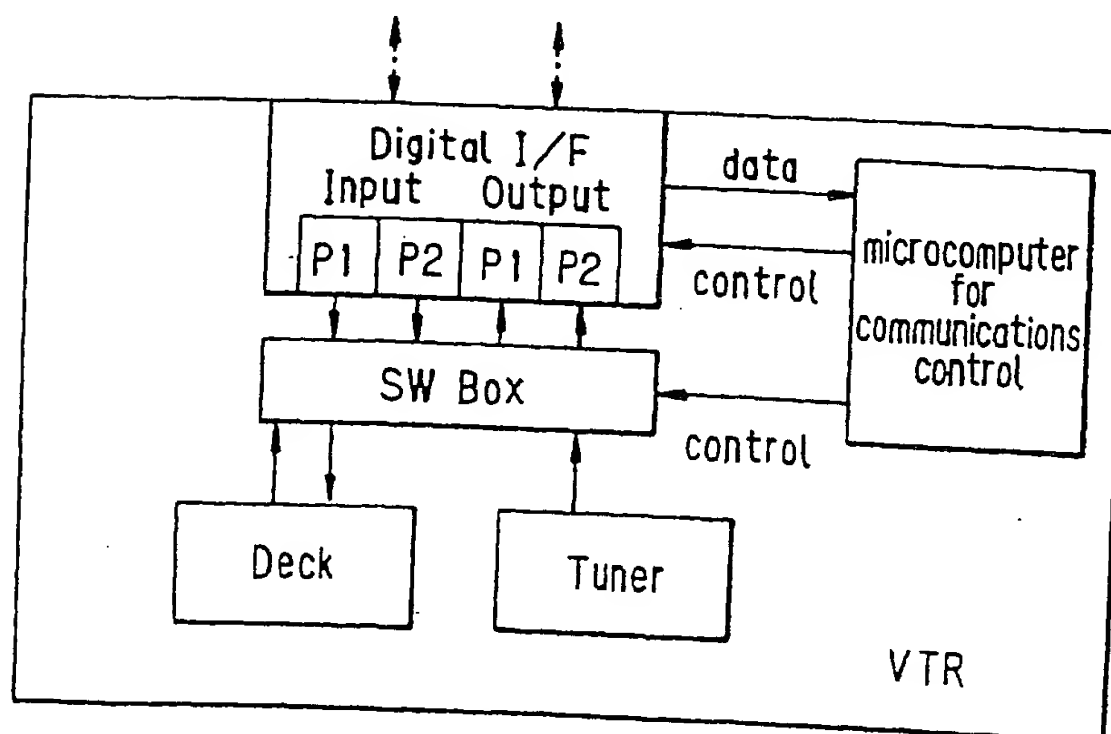 Digital I/F
Input Output
P1 P2 P1 P2
data
control
microcomputer
for
communications
control
SW Box
control
Deck
Tuner
VTR